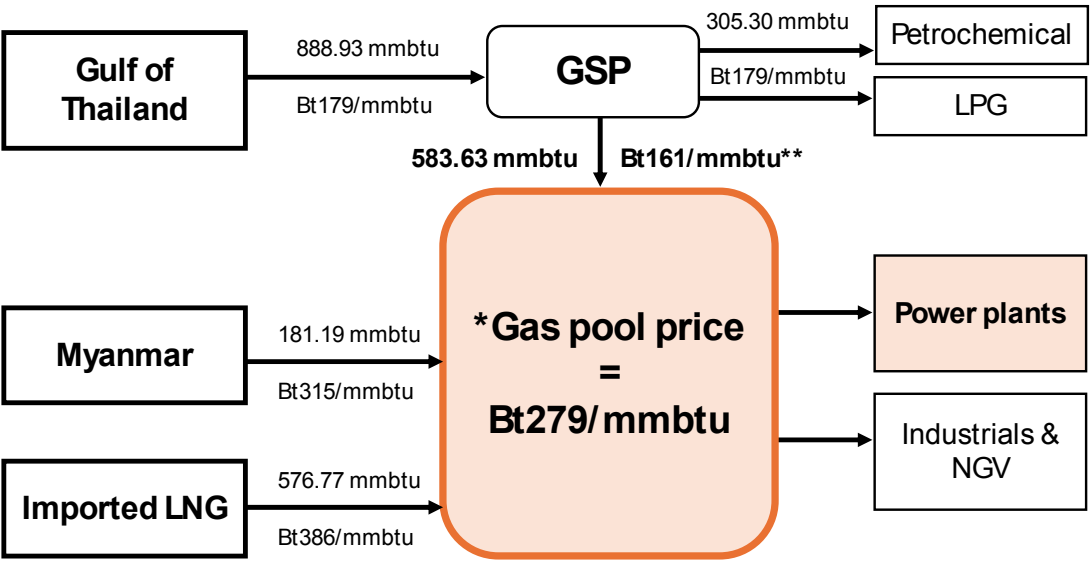 Gulf of
Thailand
888.93 mmbtu
Bt179/mmbtu
GSP
305.30 mmbtu
Bt179/mmbtu
Petrochemical
LPG
583.63 mmbtu
Bt161/mmbtu**
Myanmar
181.19 mmbtu
Bt315/mmbtu
*Gas pool price
=
Bt279/mmbtu
Power plants
Imported LNG
576.77 mmbtu
Bt386/mmbtu
Industrials &
NGV